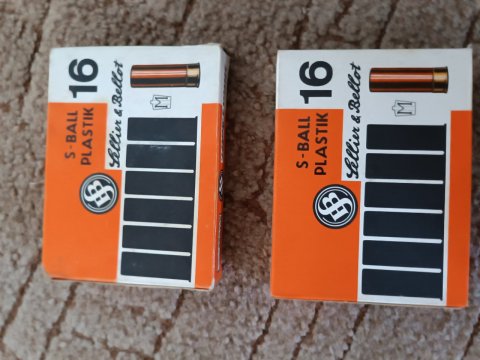 16
S-BALL
PLASTIK
Sellier & Bellot
M
SB
16
S-BALL
PLASTIK
Sellier & Bellot
M
SB